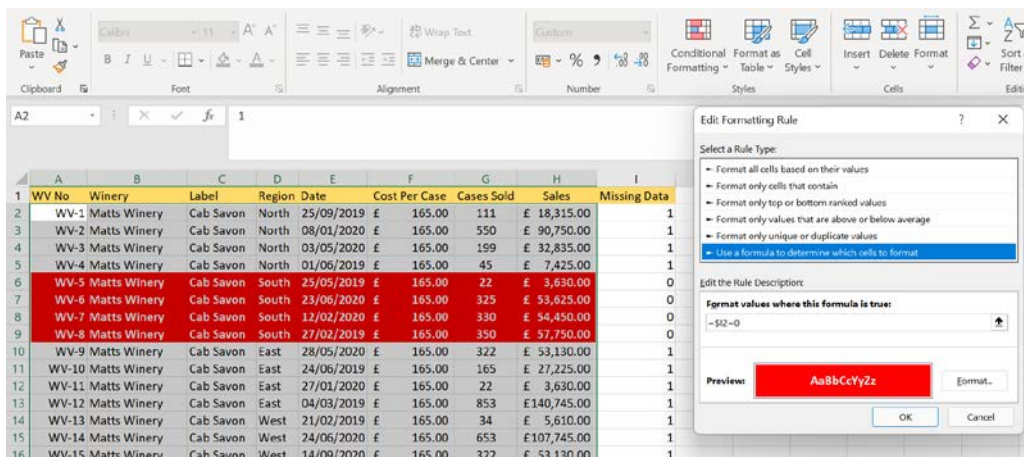 Paste
Clipboard
Calibri 11 A^ A˅
B I U A
Font
Wrap Text
Merge & Center
Alignment
Custom
% 9
Number
Conditional Formatting
Format as Table
Cell Styles
Styles
Insert Delete Format
Cells
Sort
Filter
A2 fx 1
A B C D E F G H I
1 WV No Winery Label Region Date Cost Per Case Cases Sold Sales Missing Data
2 WV-1 Matts Winery Cab Savon North 25/09/2019 £ 165.00 111 £ 18,315.00 1
3 WV-2 Matts Winery Cab Savon North 08/01/2020 £ 165.00 550 £ 90,750.00 1
4 WV-3 Matts Winery Cab Savon North 03/05/2019 £ 165.00 199 £ 32,835.00 1
5 WV-4 Matts Winery Cab Savon North 01/06/2019 £ 165.00 45 £ 7,425.00 1
6 WV-5 Matts Winery Cab Savon South 25/05/2019 £ 165.00 22 £ 3,630.00 0
7 WV-6 Matts Winery Cab Savon South 23/06/2020 £ 165.00 325 £ 53,625.00 0
8 WV-7 Matts Winery Cab Savon South 12/02/2020 £ 165.00 330 £ 54,450.00 0
9 WV-8 Matts Winery Cab Savon South 27/02/2019 £ 165.00 350 £ 57,750.00 0
10 WV-9 Matts Winery Cab Savon East 28/05/2020 £ 165.00 322 £ 53,130.00 1
11 WV-10 Matts Winery Cab Savon East 24/06/2019 £ 165.00 165 £ 27,225.00 1
12 WV-11 Matts Winery Cab Savon East 27/01/2020 £ 165.00 22 £ 3,630.00 1
13 WV-12 Matts Winery Cab Savon East 04/03/2019 £ 165.00 853 £140,745.00 1
14 WV-13 Matts Winery Cab Savon West 21/02/2019 £ 165.00 34 £ 5,610.00 1
15 WV-14 Matts Winery Cab Savon West 24/06/2020 £ 165.00 653 £107,745.00 1
16 WV-15 Matts Winery Cab Savon West 14/09/2020 £ 165.00 322 £ 53,130.00 1
Edit Formatting Rule ? ×
Select a Rule Type:
► Format all cells based on their values
► Format only cells that contain
► Format only top or bottom ranked values
► Format only values that are above or below average
► Format only unique or duplicate values
► Use a formula to determine which cells to format
Edit the Rule Description:
Format values where this formula is true:
=$I2=0
Preview: AaBbCcYyZz Format...
OK Cancel